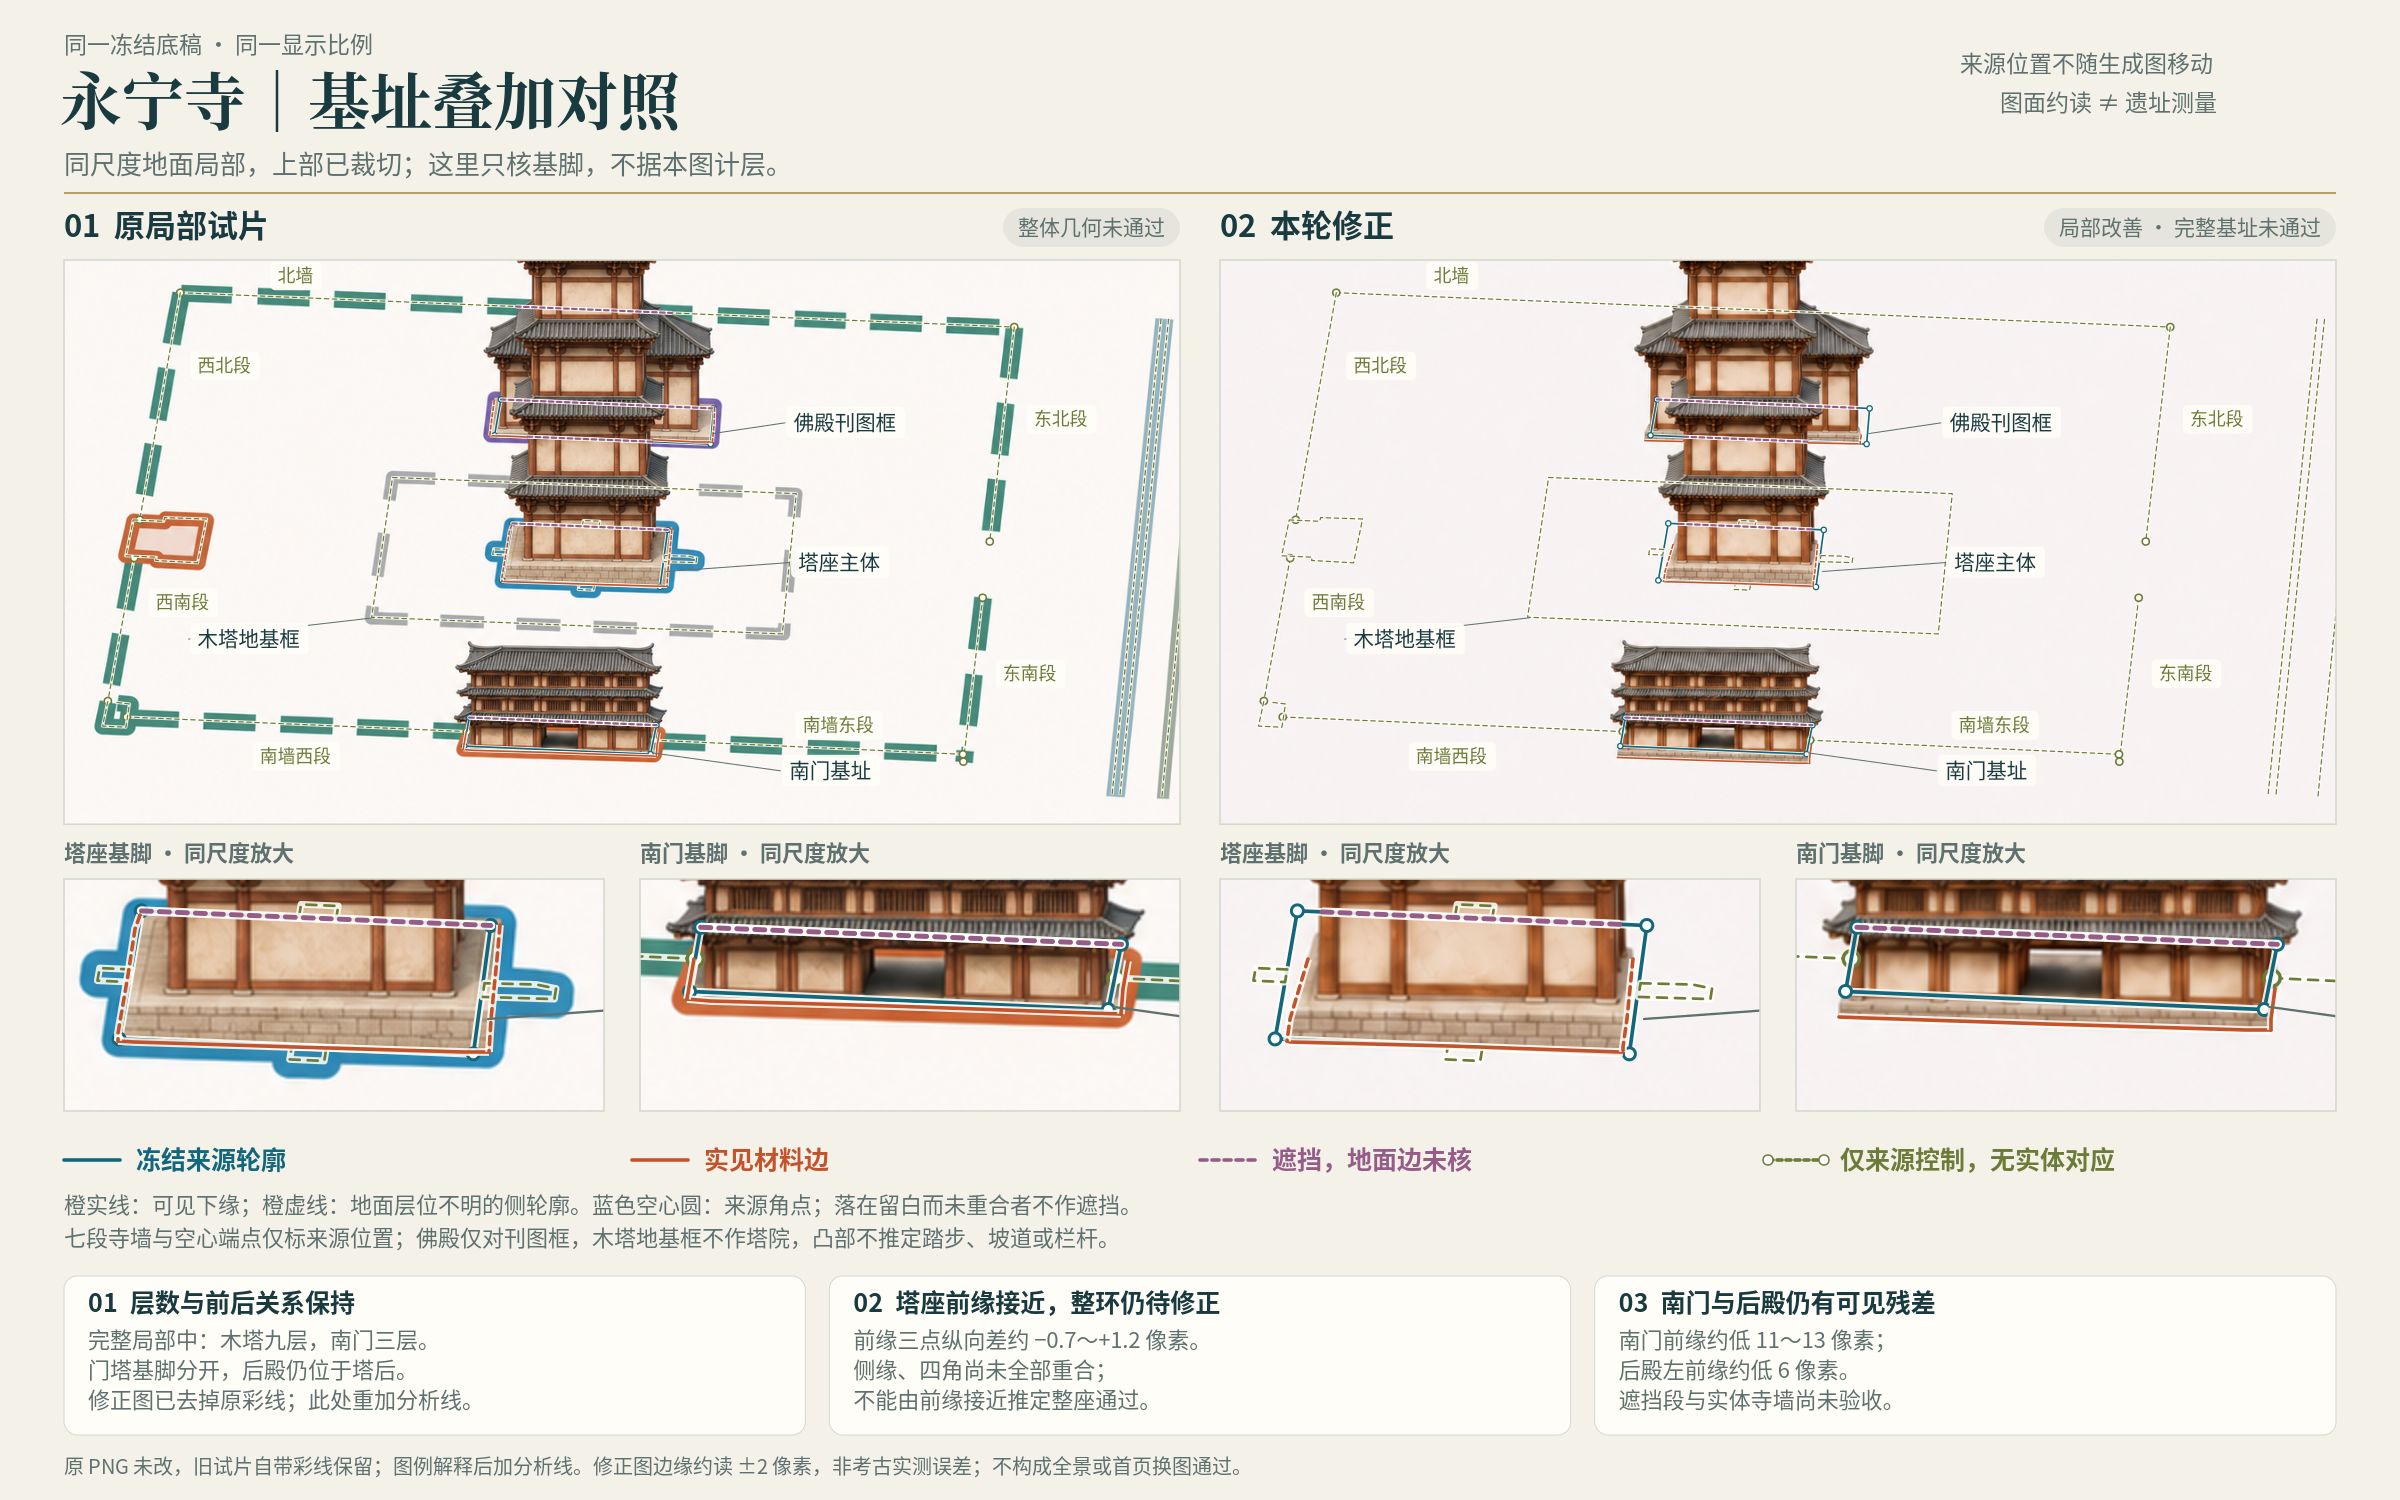 同一冻结底稿 · 同一显示比例
永宁寺｜基址叠加对照
同尺度地面局部，上部已裁切；这里只核基脚，不据本图计层。
来源位置不随生成图移动
图面约读 ≠ 遗址测量
01 原局部试片
整体几何未通过
北墙
西北段
佛殿刊图框
东北段
塔座主体
西南段
木塔地基框
东南段
南墙东段
南墙西段
南门基址
02 本轮修正
局部改善 · 完整基址未通过
北墙
西北段
佛殿刊图框
东北段
塔座主体
西南段
木塔地基框
东南段
南墙东段
南墙西段
南门基址
塔座基脚 · 同尺度放大
南门基脚 · 同尺度放大
塔座基脚 · 同尺度放大
南门基脚 · 同尺度放大
冻结来源轮廓
实见材料边
遮挡，地面边未核
仅来源控制，无实体对应
橙实线：可见下缘；橙虚线：地面层位不明的侧轮廓。蓝色空心圆：来源角点；落在留白而未重合者不作遮挡。
七段寺墙与空心端点仅标来源位置；佛殿仅对刊图框，木塔地基框不作塔院，凸部不推定踏步、坡道或栏杆。
01 层数与前后关系保持
完整局部中：木塔九层，南门三层。
门塔基脚分开，后殿仍位于塔后。
修正图已去掉原彩线；此处重加分析线。
02 塔座前缘接近，整环仍待修正
前缘三点纵向差约 −0.7～+1.2 像素。
侧缘、四角尚未全部重合；
不能由前缘接近推定整座通过。
03 南门与后殿仍有可见残差
南门前缘约低 11～13 像素；
后殿左前缘约低 6 像素。
遮挡段与实体寺墙尚未验收。
原 PNG 未改，旧试片自带彩线保留；图例解释后加分析线。修正图边缘约读 ±2 像素，非考古实测误差；不构成全景或首页换图通过。